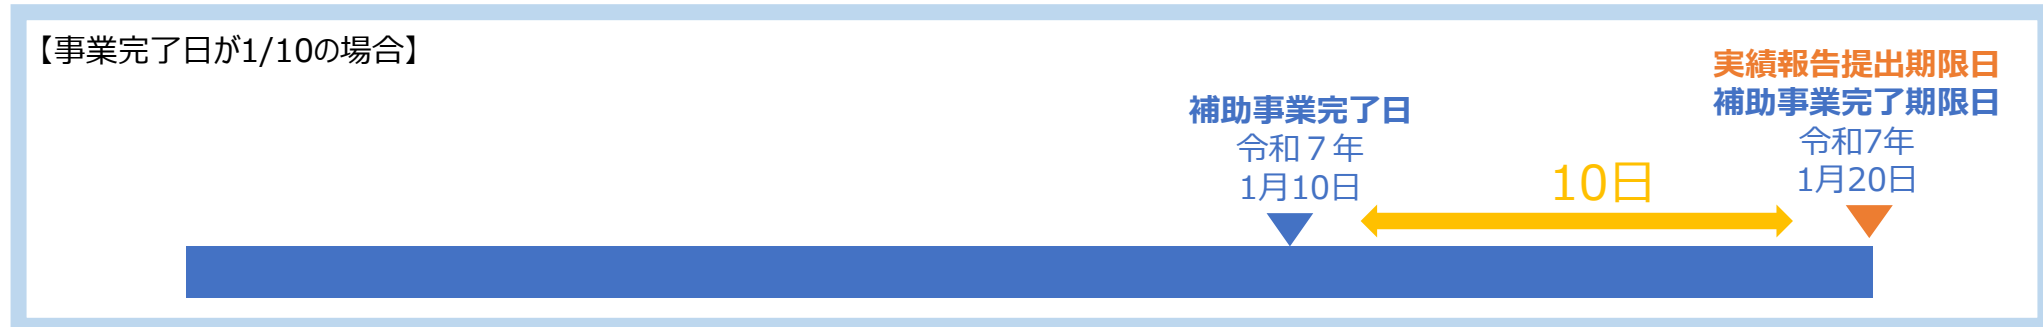 【事業完了日が1/10の場合】
実績報告提出期限日
補助事業完了期限日
令和7年
1月20日
補助事業完了日
令和７年
1月10日
10日